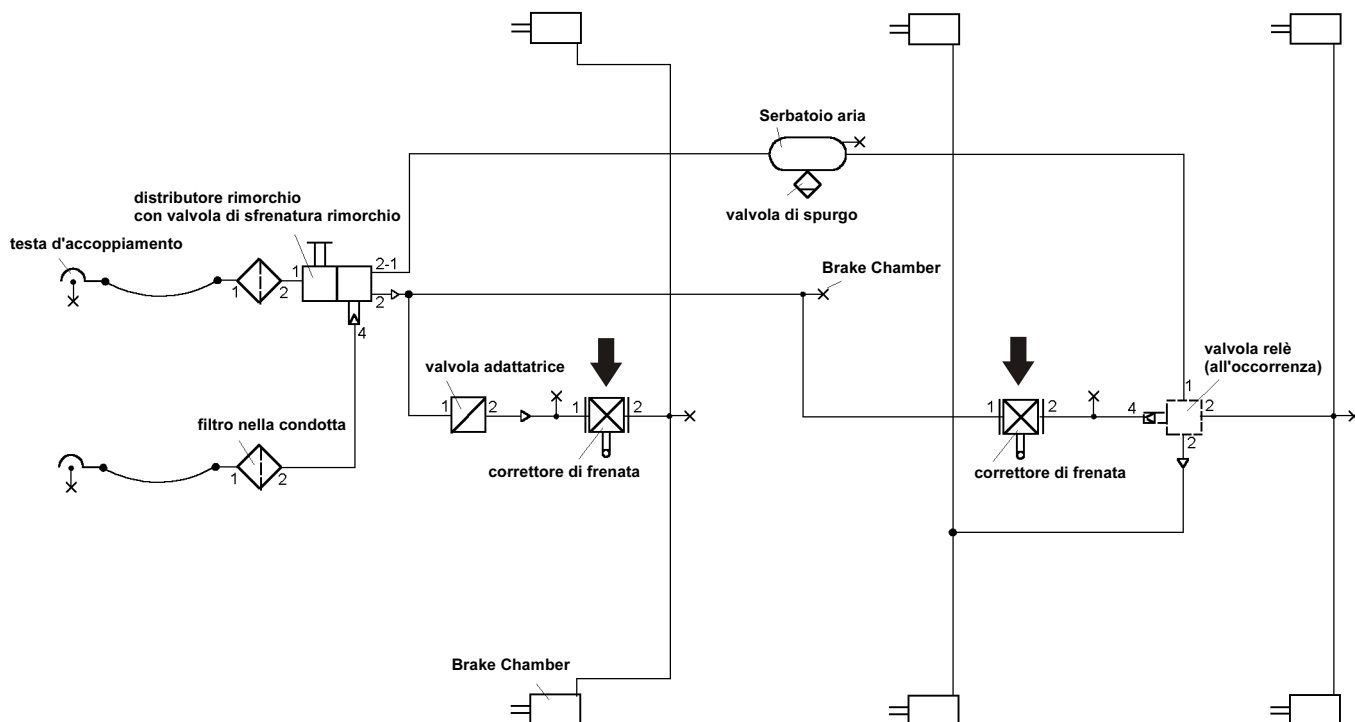 Serbatoio aria
distributore rimorchio
con valvola di sfrenatura rimorchio
valvola di spurgo
testa d'accoppiamento
1
2-1
Brake Chamber
1
2
2
4
valvola relè
(all'occorrenza)
valvola adattatrice
1
1
2
1
2
1
2
4
2
filtro nella condotta
2
correttore di frenata
correttore di frenata
1
2
Brake Chamber